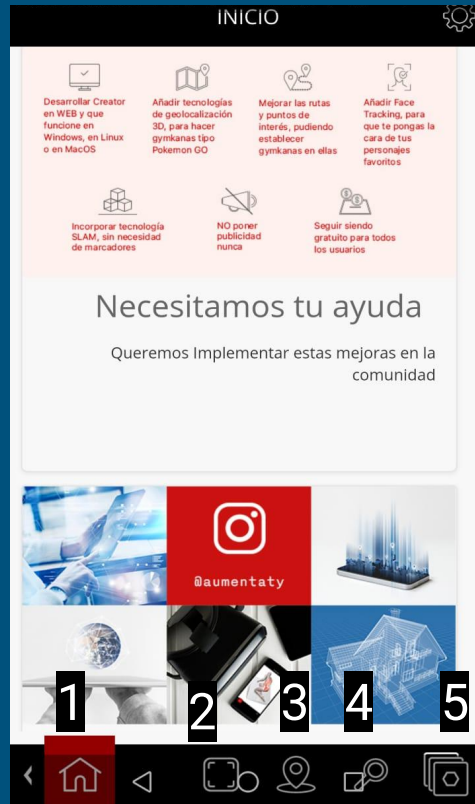 INICIO
Desarrollar Creator
en WEB y que
funcione en
Windows, en Linux
o en MacOS
Añadir tecnologías
de geolocalización
3D, para hacer
gymkanas tipo
Pokemon GO
Mejorar las rutas
y puntos de
interés, pudiendo
establecer
gymkanas en ellas
Añadir Face
Tracking, para
que te pongas la
cara de tus
personajes
favoritos
Incorporar tecnología
SLAM, sin necesidad
de marcadores
NO poner
publicidad
nunca
Seguir siendo
gratuito para todos
los usuarios
Necesitamos tu ayuda
Queremos Implementar estas mejoras en la
comunidad
@aumentaty
1 2 3 4 5